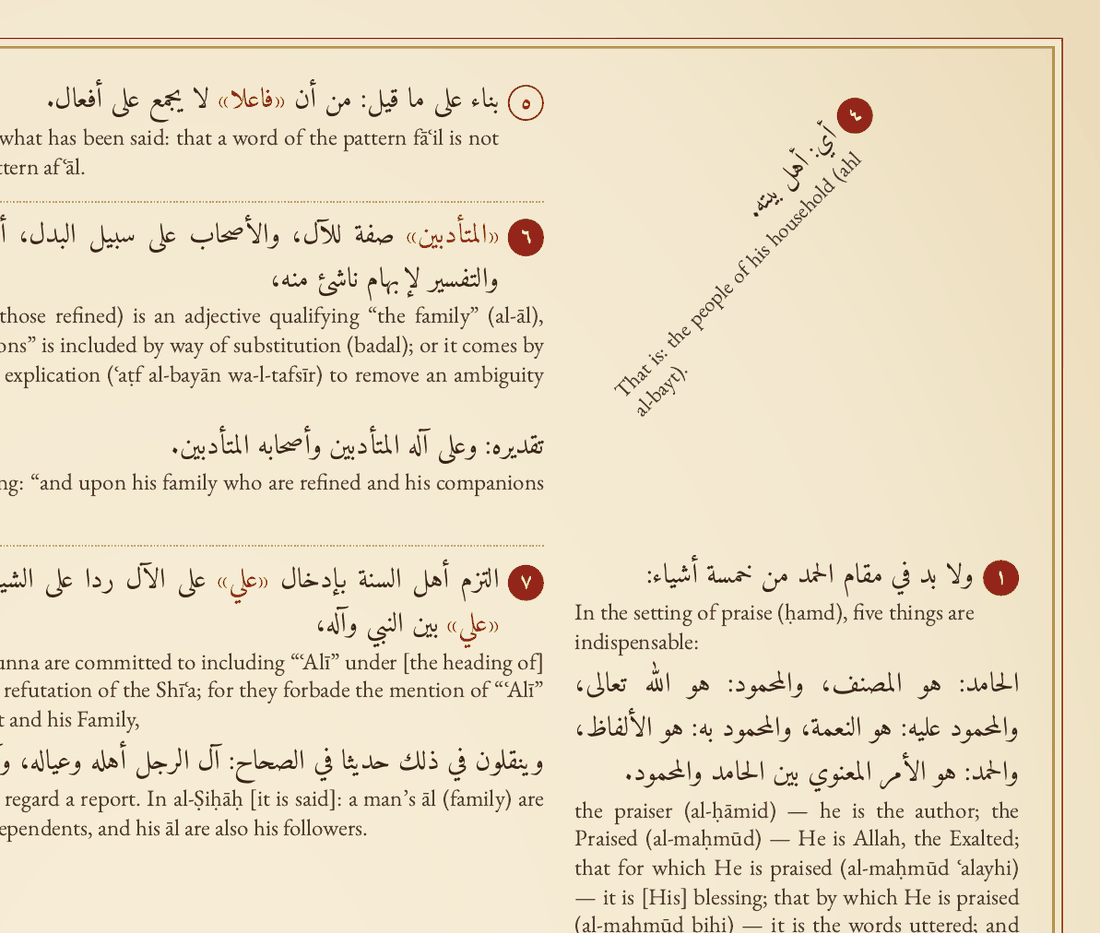 ٤
أي: أهل بيته.
That is: the people of his household (ahl
al-bayt).
١ ولا بد في مقام الحمد من خمسة أشياء:
In the setting of praise (ḥamd), five things are
indispensable:
الحامد: هو المصنف، والمحمود: هو الله تعالى،
والمحمود عليه: هو النعمة، والمحمود به: هو الألفاظ،
والحمد: هو الأمر المعنوي بين الحامد والمحمود.
the praiser (al-ḥāmid) — he is the author; the
Praised (al-maḥmūd) — He is Allah, the Exalted;
that for which He is praised (al-maḥmūd ʿalayhi)
— it is [His] blessing; that by which He is praised
(al-maḥmūd bihi) — it is the words uttered; and
٥ بناء على ما قيل: من أن «فاعلا» لا يجمع على أفعال.
what has been said: that a word of the pattern fāʿil is not
ttern afʿāl.
٦ «المتأدبين» صفة للآل، والأصحاب على سبيل البدل، أ
والتفسير لإبهام ناشئ منه،
those refined) is an adjective qualifying “the family” (al-āl),
ons” is included by way of substitution (badal); or it comes by
explication (ʿaṭf al-bayān wa-l-tafsīr) to remove an ambiguity
تقديره: وعلى آله المتأدبين وأصحابه المتأدبين.
ng: “and upon his family who are refined and his companions
٧ التزم أهل السنة بإدخال «علي» على الآل ردا على الشي
«علي» بين النبي وآله،
unna are committed to including “ʿAlī” under [the heading of]
refutation of the Shīʿa; for they forbade the mention of “ʿAlī”
t and his Family,
وينقلون في ذلك حديثا في الصحاح: آل الرجل أهله وعياله، و
regard a report. In al-Ṣiḥāḥ [it is said]: a man’s āl (family) are
ependents, and his āl are also his followers.